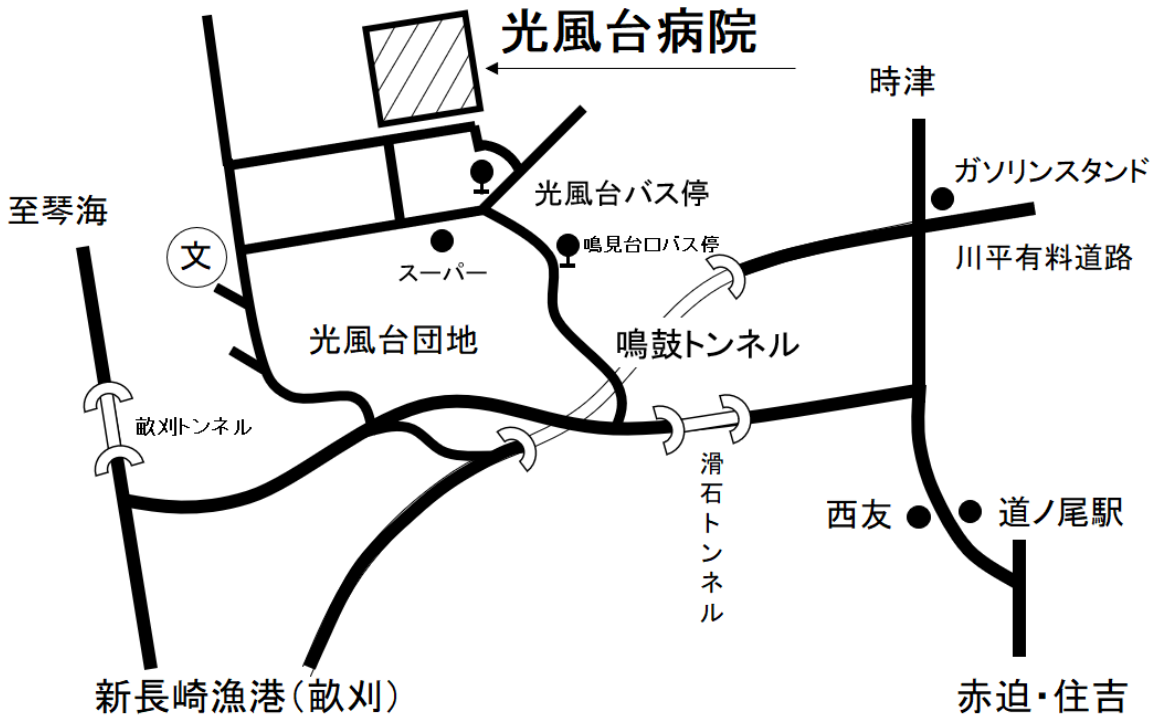 光風台病院
時津
ガソリンスタンド
光風台バス停
至琴海
文
鳴見台口バス停
川平有料道路
スーパー
光風台団地
鳴鼓トンネル
畝刈トンネル
滑石トンネル
西友
道ノ尾駅
新長崎漁港(畝刈)
赤迫・住吉